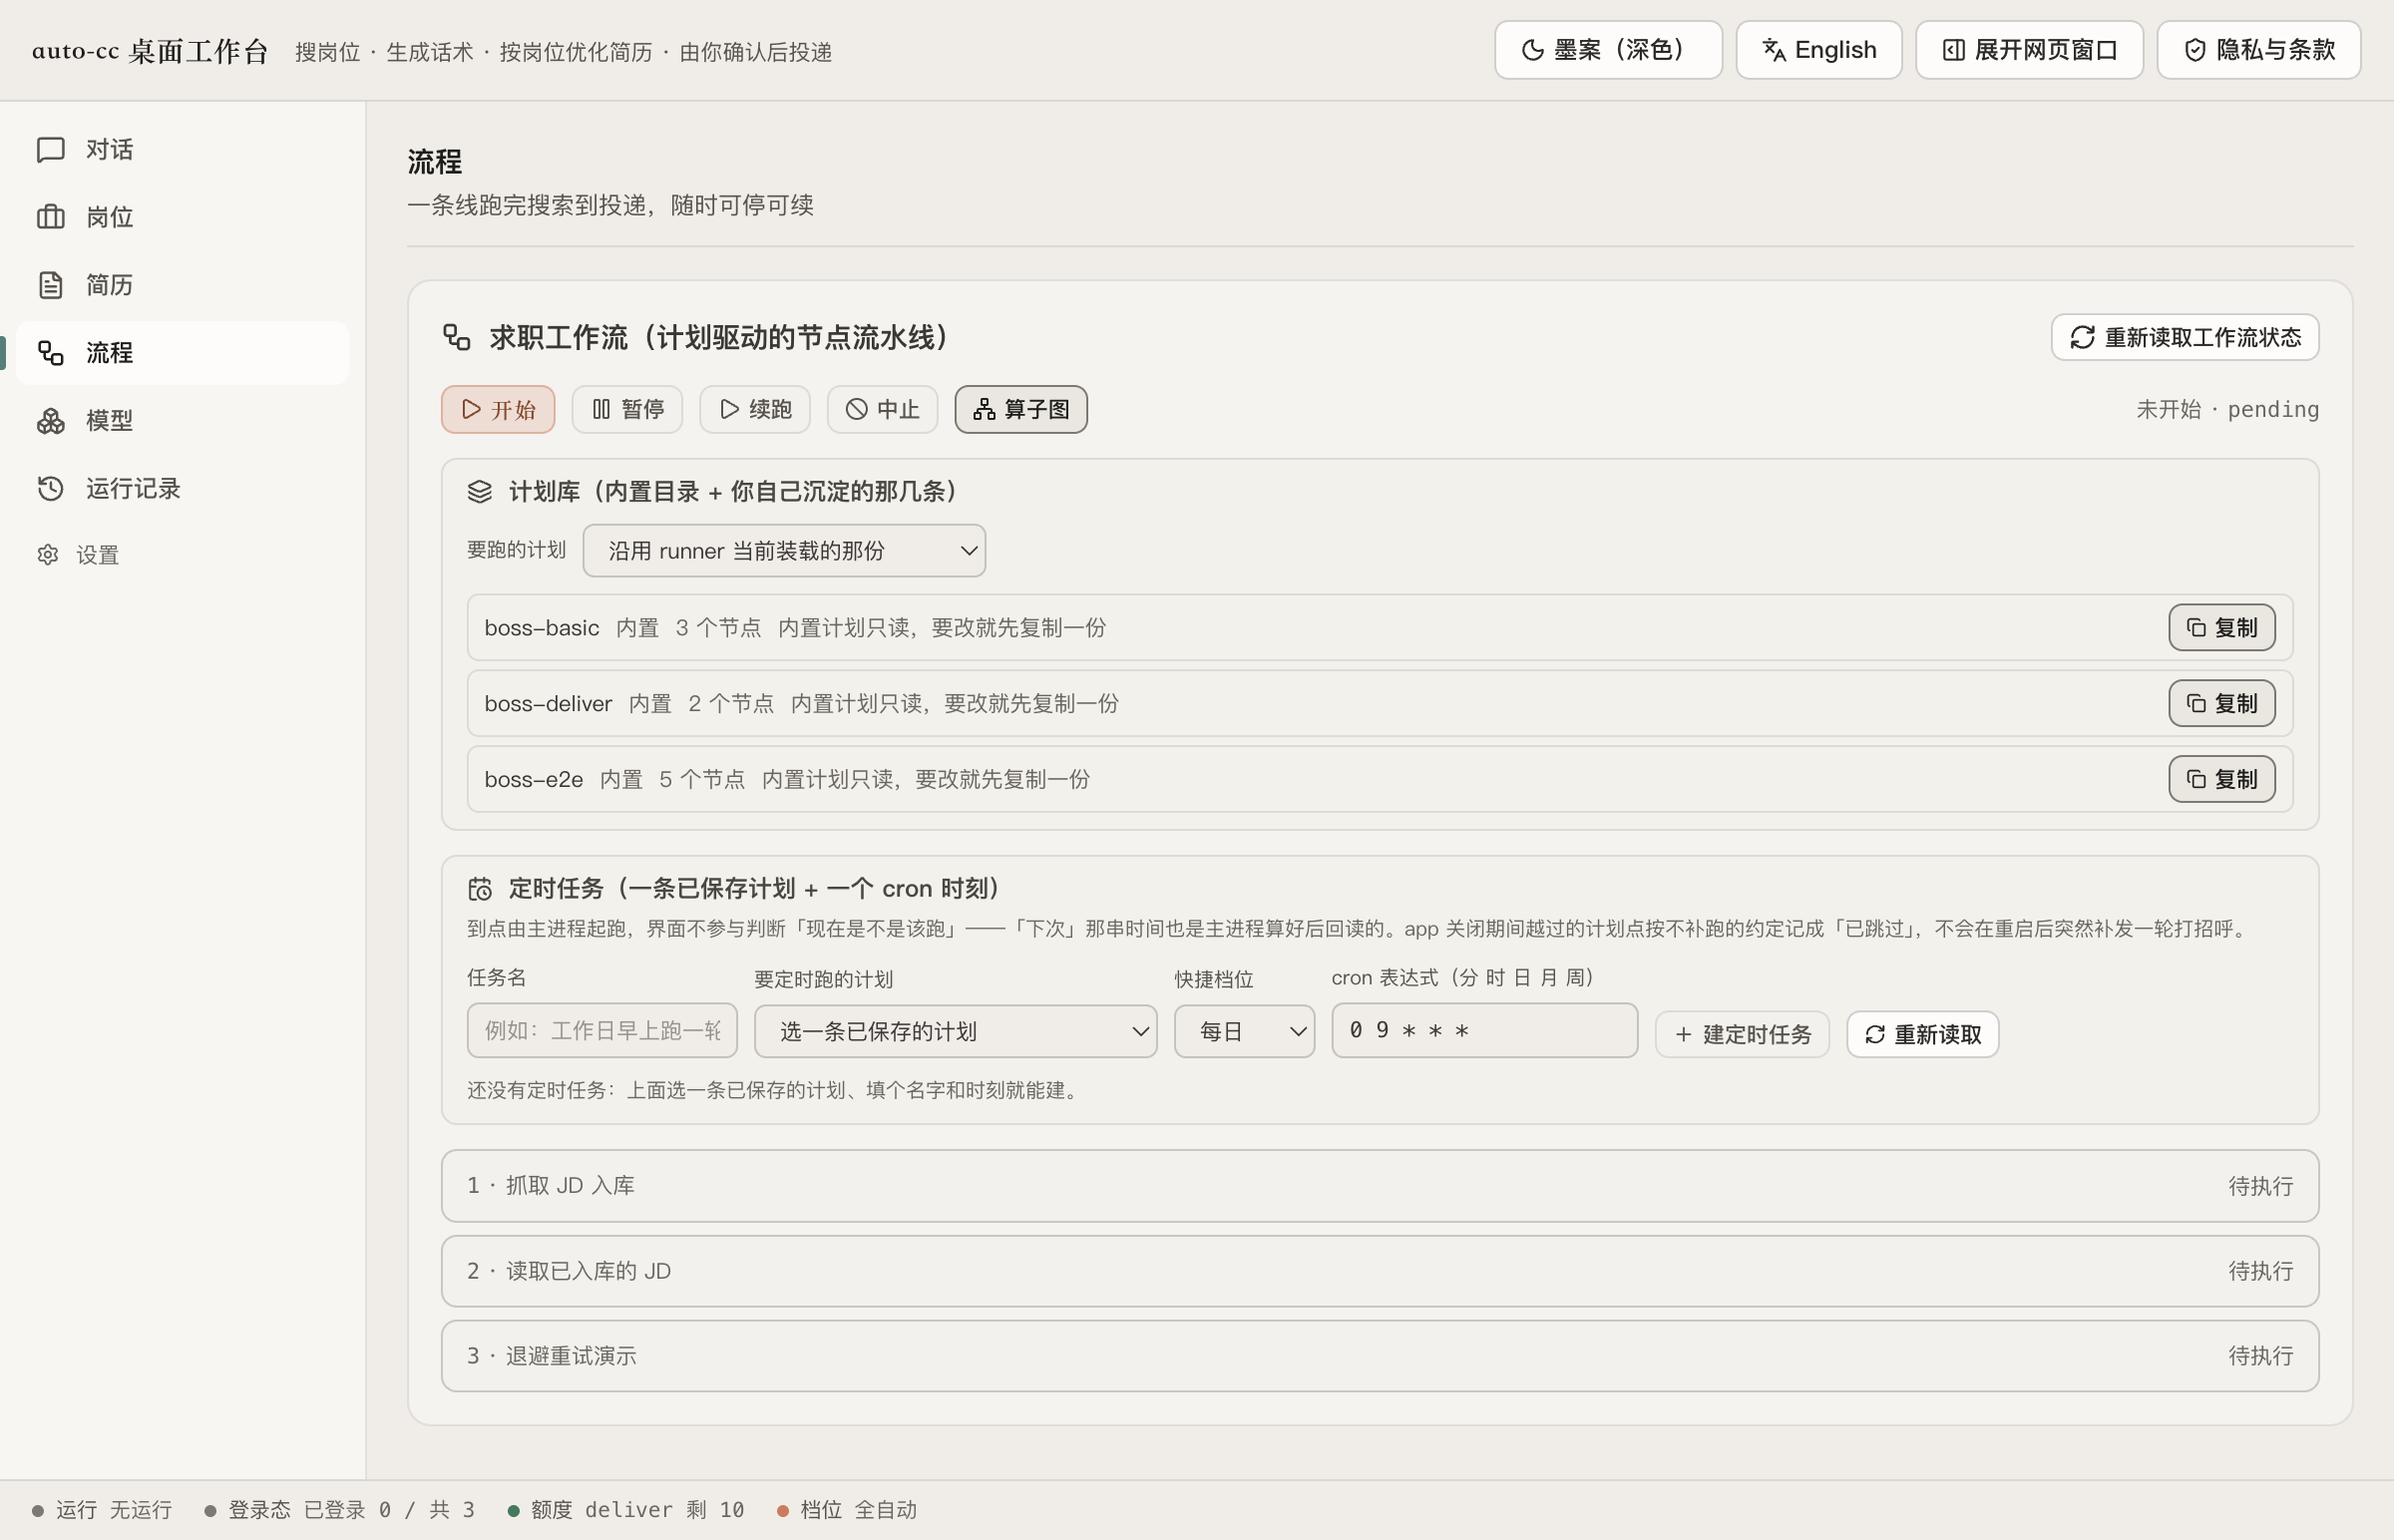 auto-cc 桌面工作台 搜岗位 · 生成话术 · 按岗位优化简历 · 由你确认后投递 墨案（深色） English 展开网页窗口 隐私与条款
对话
岗位
简历
流程
模型
运行记录
设置
流程
一条线跑完搜索到投递，随时可停可续
求职工作流（计划驱动的节点流水线） 重新读取工作流状态
开始 暂停 续跑 中止 算子图 未开始 · pending
计划库（内置目录 + 你自己沉淀的那几条）
要跑的计划 沿用 runner 当前装载的那份
boss-basic 内置 3 个节点 内置计划只读，要改就先复制一份 复制
boss-deliver 内置 2 个节点 内置计划只读，要改就先复制一份 复制
boss-e2e 内置 5 个节点 内置计划只读，要改就先复制一份 复制
定时任务（一条已保存计划 + 一个 cron 时刻）
到点由主进程起跑，界面不参与判断「现在是不是该跑」——「下次」那串时间也是主进程算好后回读的。app 关闭期间越过的计划点按不补跑的约定记成「已跳过」，不会在重启后突然补发一轮打招呼。
任务名 要定时跑的计划 快捷档位 cron 表达式（分 时 日 月 周）
例如：工作日早上跑一轮 选一条已保存的计划 每日 0 9 * * * 建定时任务 重新读取
还没有定时任务：上面选一条已保存的计划、填个名字和时刻就能建。
1 · 抓取 JD 入库 待执行
2 · 读取已入库的 JD 待执行
3 · 退避重试演示 待执行
运行 无运行 登录态 已登录 0 / 共 3 额度 deliver 剩 10 档位 全自动